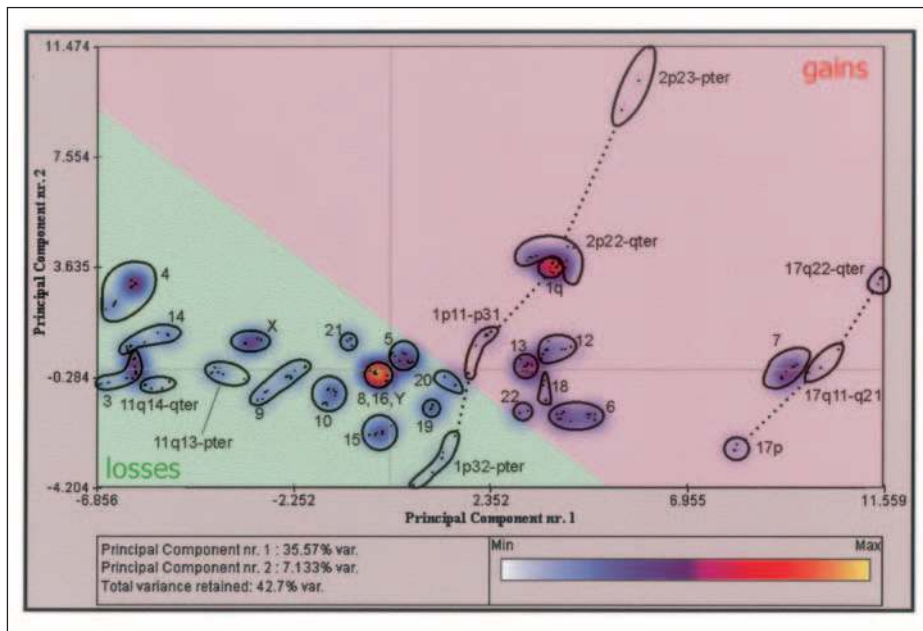 11.474
gains
2p23-pter
7.554
Principal Component nr. 2
2p22-qter
3.635
4
17q22-qter
1q
14
X
21
5
1p11-p31
13
12
7
-0.284
3
11q14-qter
20
18
8,16,Y
9
10
19
22
6
17q11-q21
11q13-pter
15
17p
1p32-pter
losses
-4.204
-6.856
-2.252
2.352
6.955
11.559
Principal Component nr. 1
Principal Component nr. 1 : 35.57% var.
Principal Component nr. 2 : 7.133% var.
Total variance retained: 42.7% var.
Min
Max